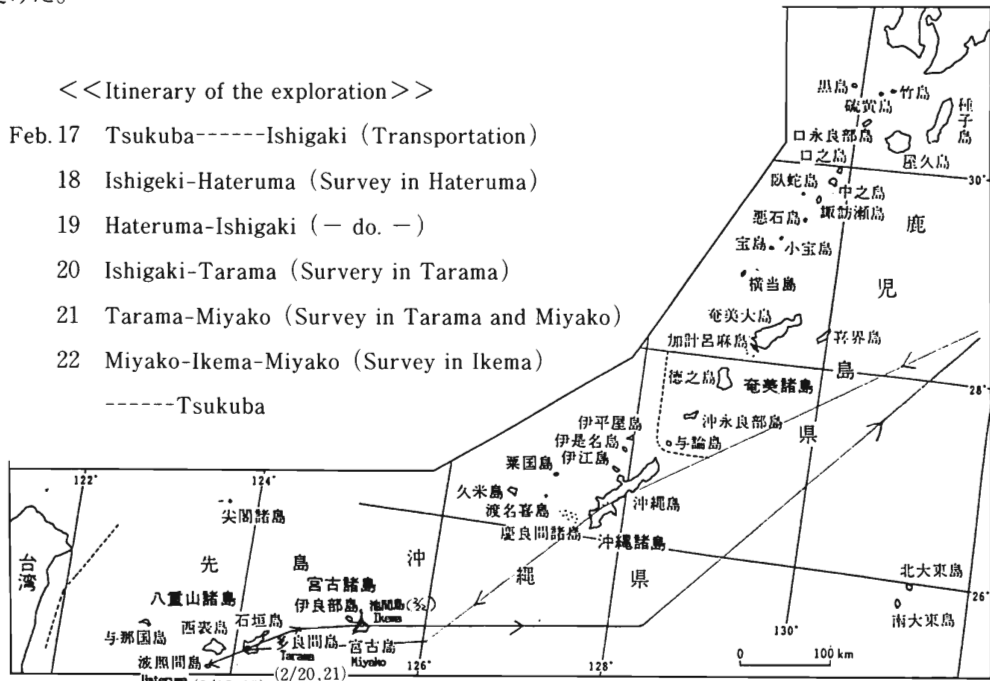 <<Itinerary of the exploration>>
Feb. 17 Tsukuba------Ishigaki (Transportation)
18 Ishigeki-Hateruma (Survey in Hateruma)
19 Hateruma-Ishigaki (— do. —)
20 Ishigaki-Tarama (Survery in Tarama)
21 Tarama-Miyako (Survey in Tarama and Miyako)
22 Miyako-Ikema-Miyako (Survey in Ikema)
------Tsukuba
黒島
竹島
硫黄島
種子島
口永良部島
屋久島
口之島
30°
臥蛇島
中之島
諏訪瀬島
悪石島
鹿児島県
宝島
小宝島
横当島
奄美大島
加計呂麻島
喜界島
徳之島
奄美諸島
28°
沖永良部島
与論島
伊平屋島
伊是名島
伊江島
粟国島
久米島
渡名喜島
慶良間諸島
沖縄島
沖縄諸島
122°
124°
尖閣諸島
台湾
先島
沖縄県
北大東島
26°
南大東島
八重山諸島
宮古諸島
伊良部島
池間島
Ikema
与那国島
西表島
石垣島
多良間島
Tarama
宮古島
Miyako
波照間島
Hateruma
(2/20,21)
126°
128°
130°
0 100km